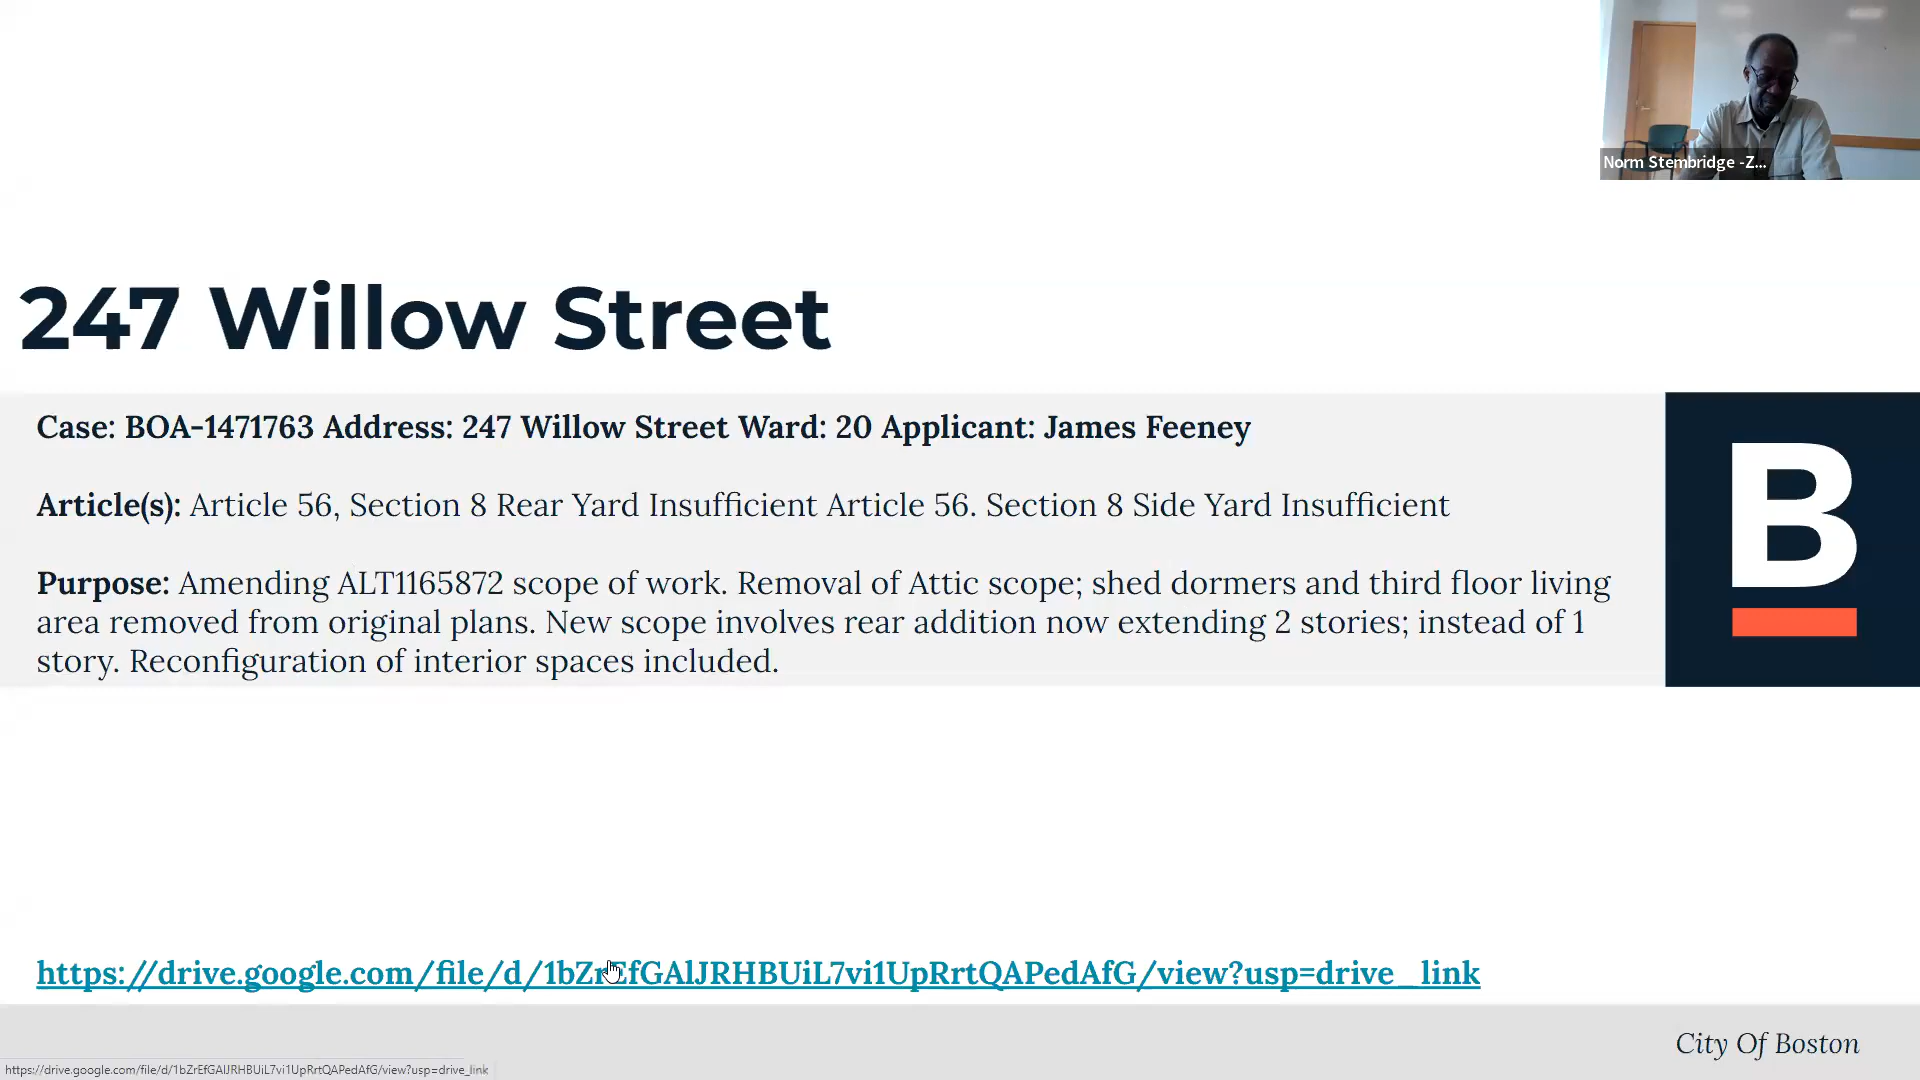 Norm Stembridge -Z...
247 Willow Street
Case: BOA-1471763 Address: 247 Willow Street Ward: 20 Applicant: James Feeney
Article(s): Article 56, Section 8 Rear Yard Insufficient Article 56. Section 8 Side Yard Insufficient
Purpose: Amending ALT1165872 scope of work. Removal of Attic scope; shed dormers and third floor living
area removed from original plans. New scope involves rear addition now extending 2 stories; instead of 1
story. Reconfiguration of interior spaces included.
B
https://drive.google.com/file/d/1bZrEfGAlJRHBUiL7vi1UpRrtQAPedAfG/view?usp=drive_link
City Of Boston
https://drive.google.com/file/d/1bZrEfGAlJRHBUiL7vi1UpRrtQAPedAfG/view?usp=drive_link